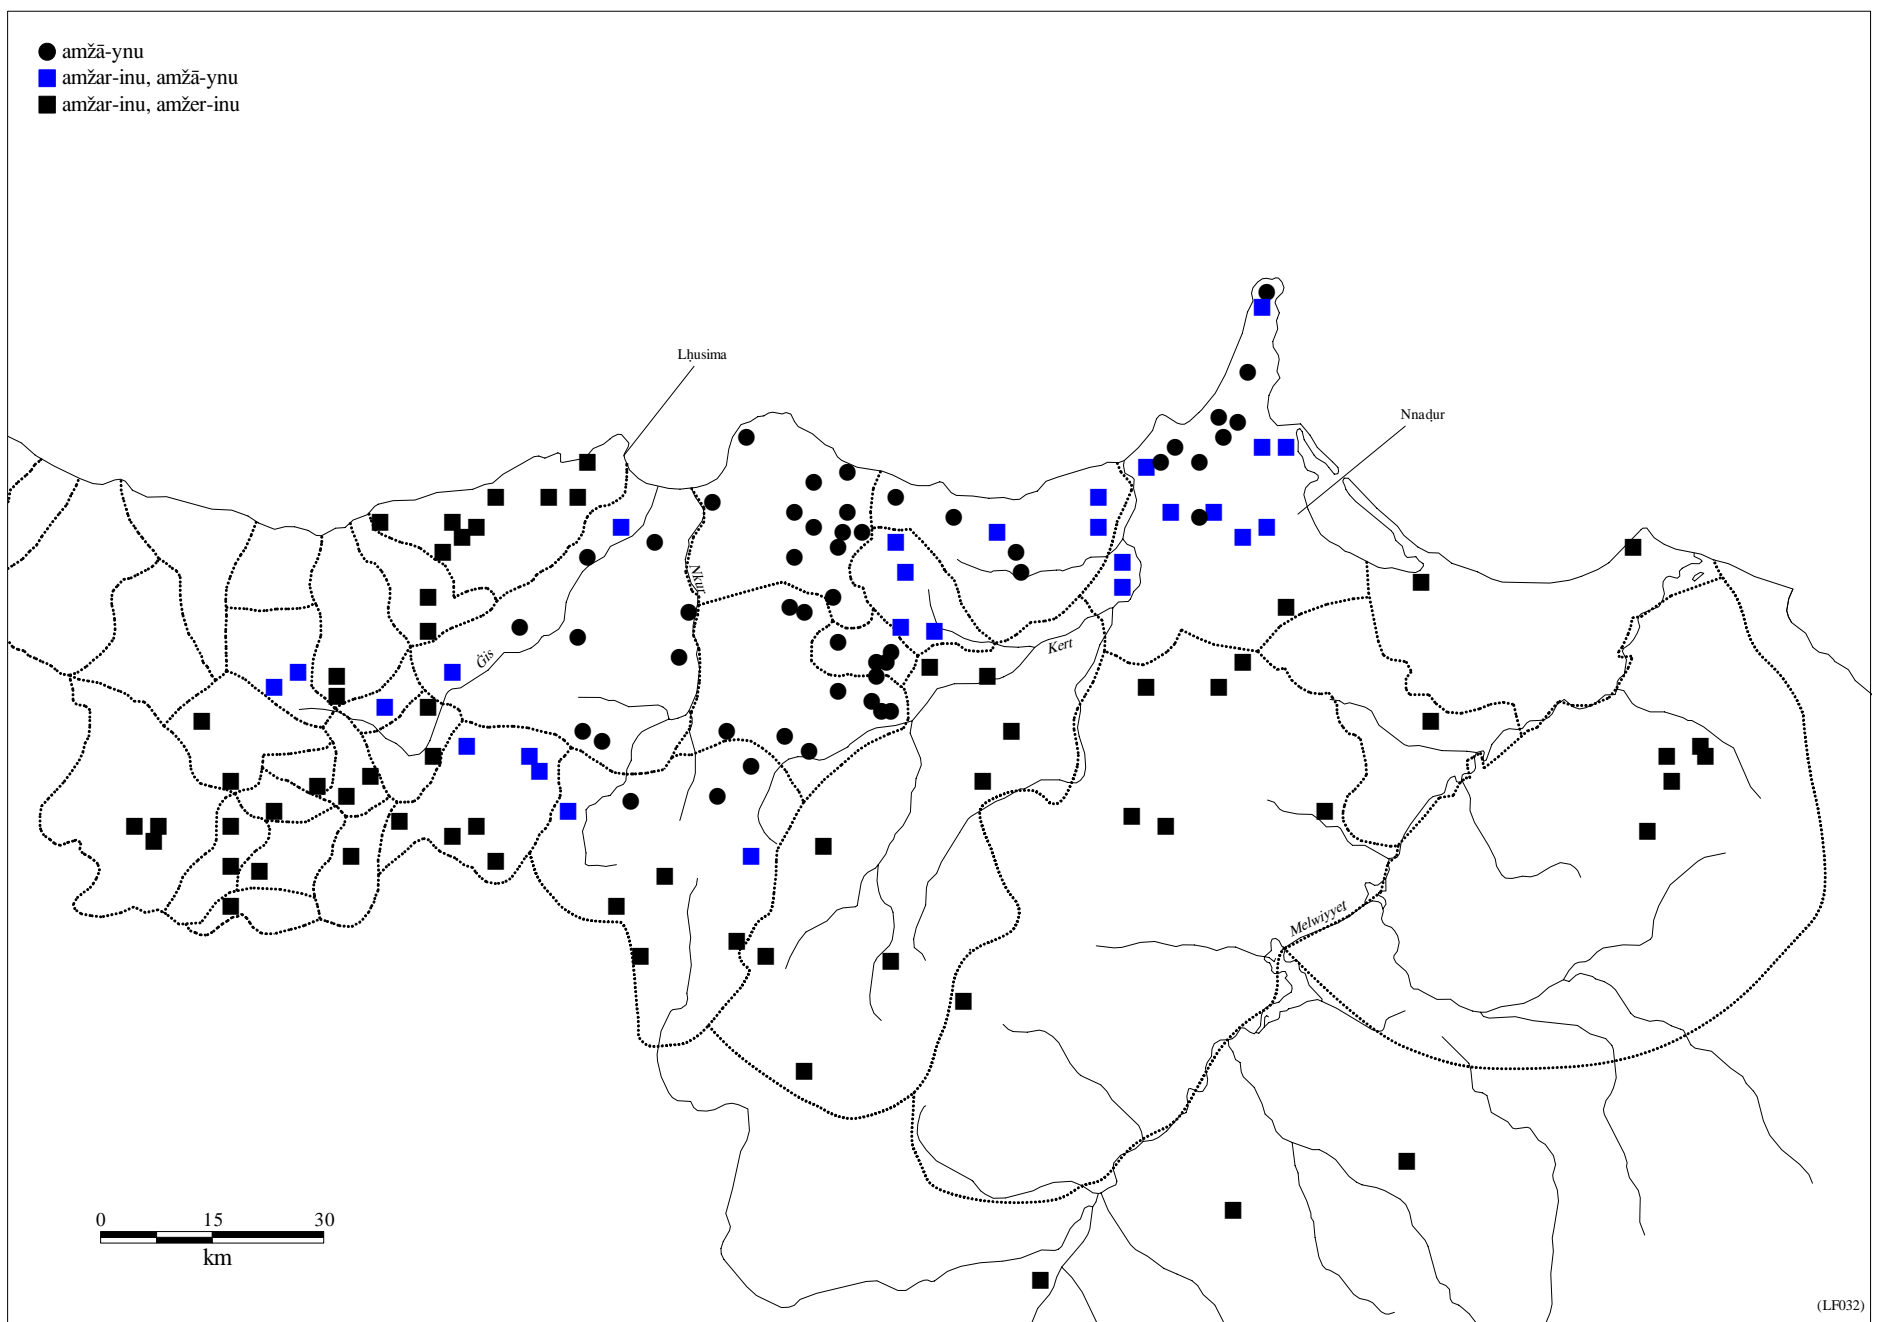 amžā-ynu
amžar-inu, amžā-ynu
amžar-inu, amžer-inu
Lḥusima
Nnaḍur
Nkur
Kert
Ġis
Melwiyyet
0 15 30
km
(LF032)